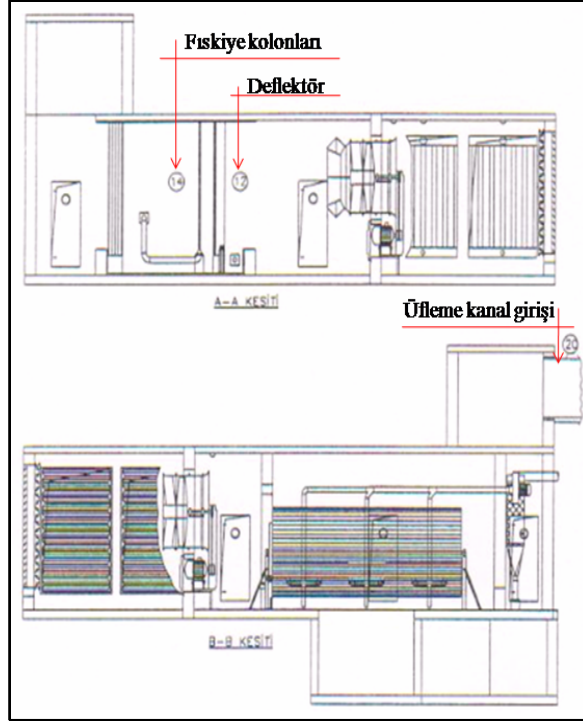 Fıskiye kolonları
Deflektör
14
12
A-A KESİTİ
Üfleme kanal girişi
20
B-B KESİTİ